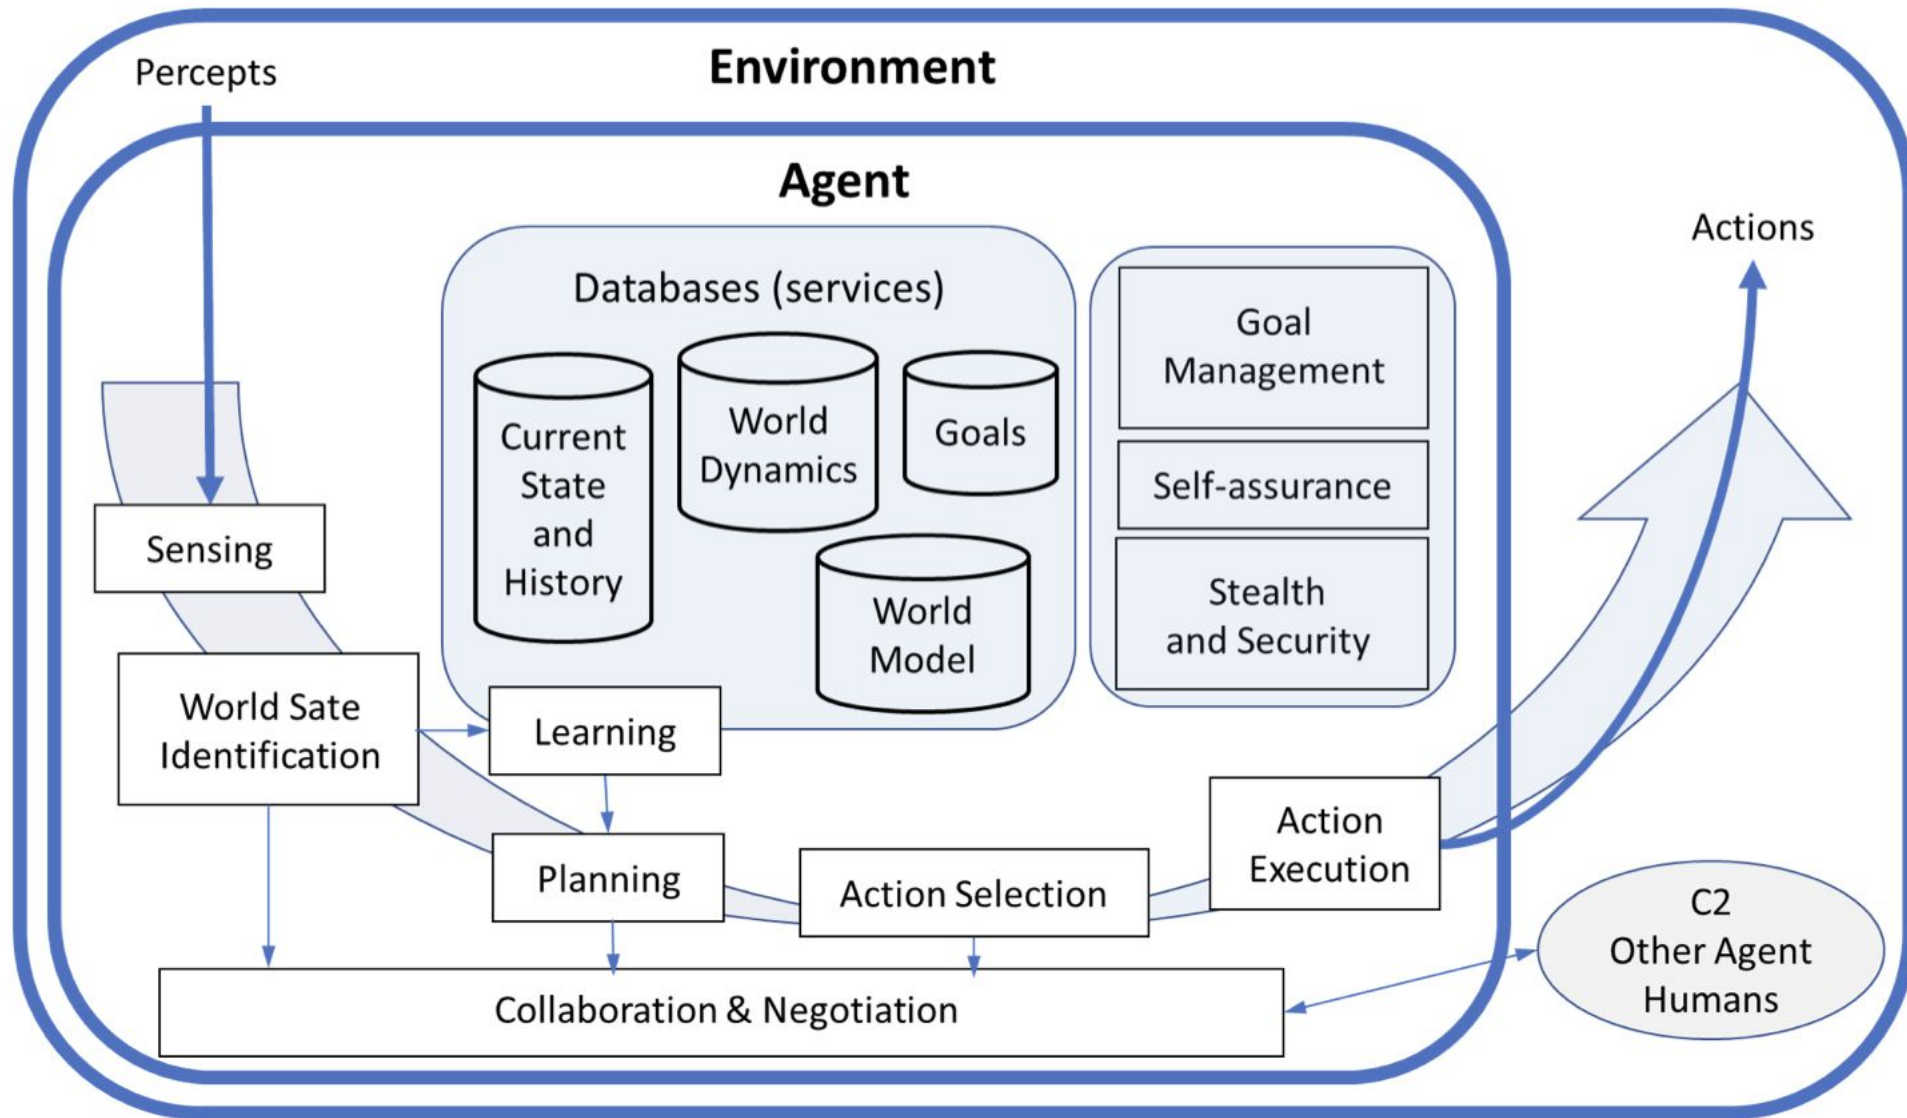 Percepts
Environment
Agent
Actions
Databases (services)
Current
State
and
History
World
Dynamics
Goals
World
Model
Goal
Management
Self-assurance
Stealth
and Security
Sensing
World Sate
Identification
Learning
Planning
Action Selection
Action
Execution
Collaboration & Negotiation
C2
Other Agent
Humans